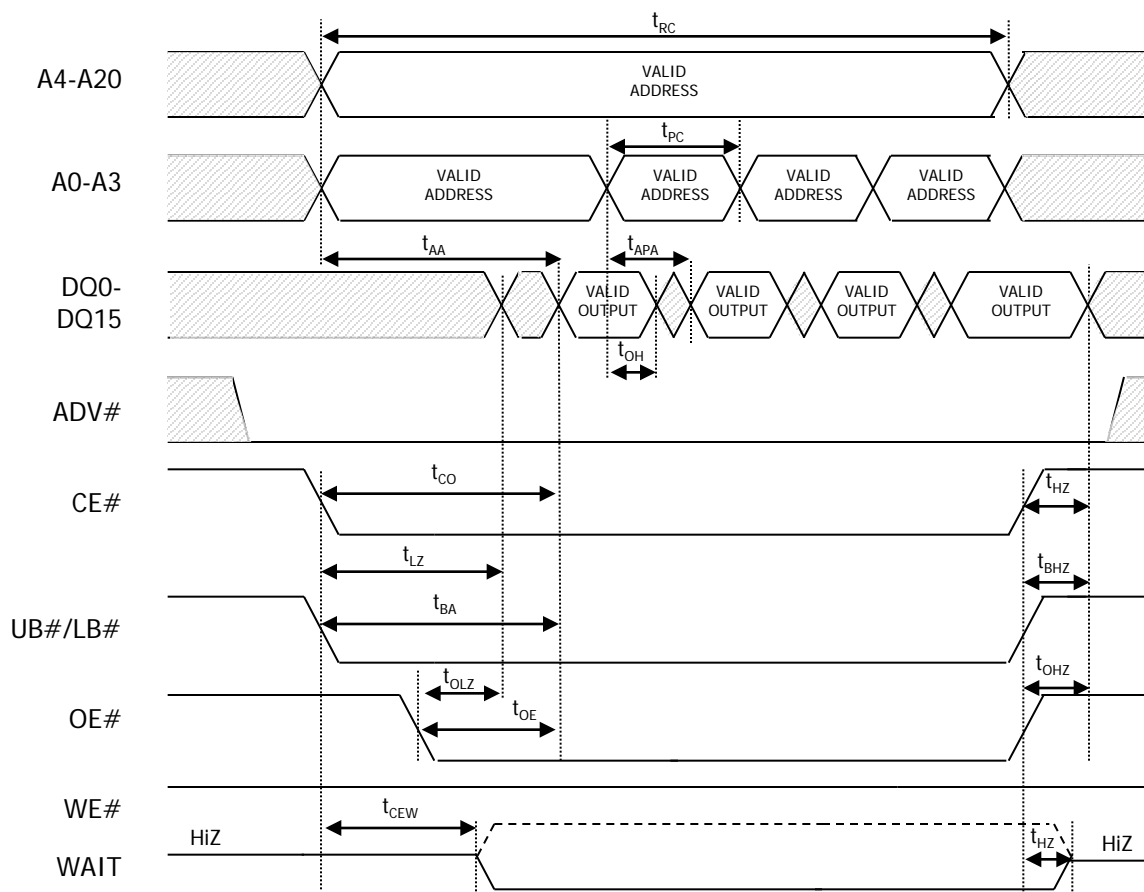 tRC
A4-A20
VALID
ADDRESS
tPC
A0-A3
VALID
ADDRESS
VALID
ADDRESS
VALID
ADDRESS
VALID
ADDRESS
tAA
tAPA
DQ0-
DQ15
VALID
OUTPUT
VALID
OUTPUT
VALID
OUTPUT
VALID
OUTPUT
tOH
ADV#
tCO
CE#
tHZ
tLZ
tBHZ
tBA
UB#/LB#
tOLZ
tOHZ
tOE
OE#
WE#
tCEW
HiZ
tHZ
HiZ
WAIT